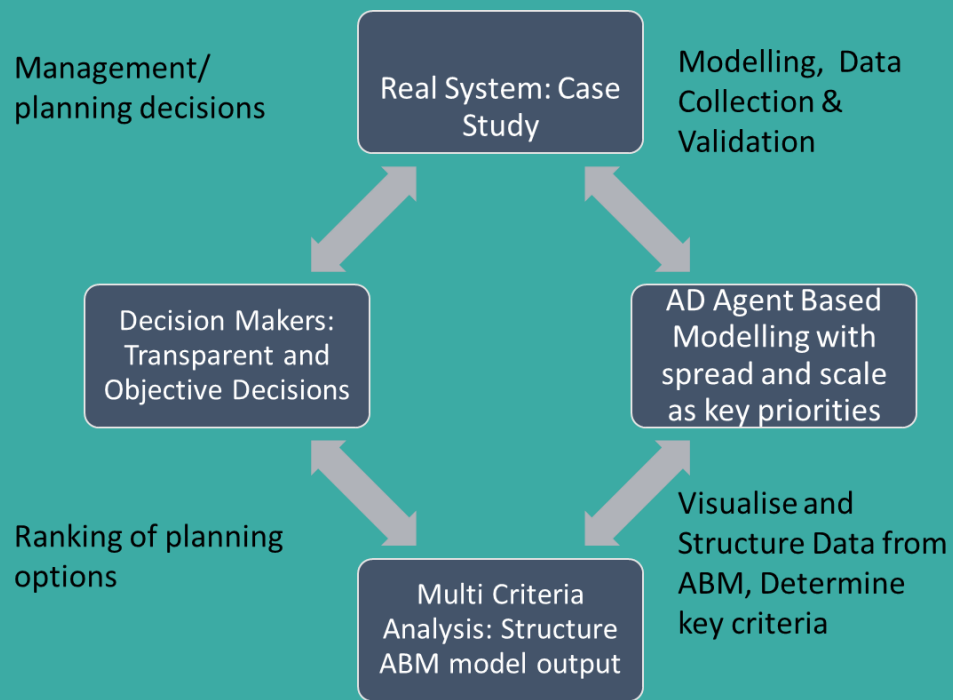 Management/
planning decisions
Real System: Case
Study
Modelling, Data
Collection &
Validation
Decision Makers:
Transparent and
Objective Decisions
AD Agent Based
Modelling with
spread and scale
as key priorities
Ranking of planning
options
Multi Criteria
Analysis: Structure
ABM model output
Visualise and
Structure Data from
ABM, Determine
key criteria